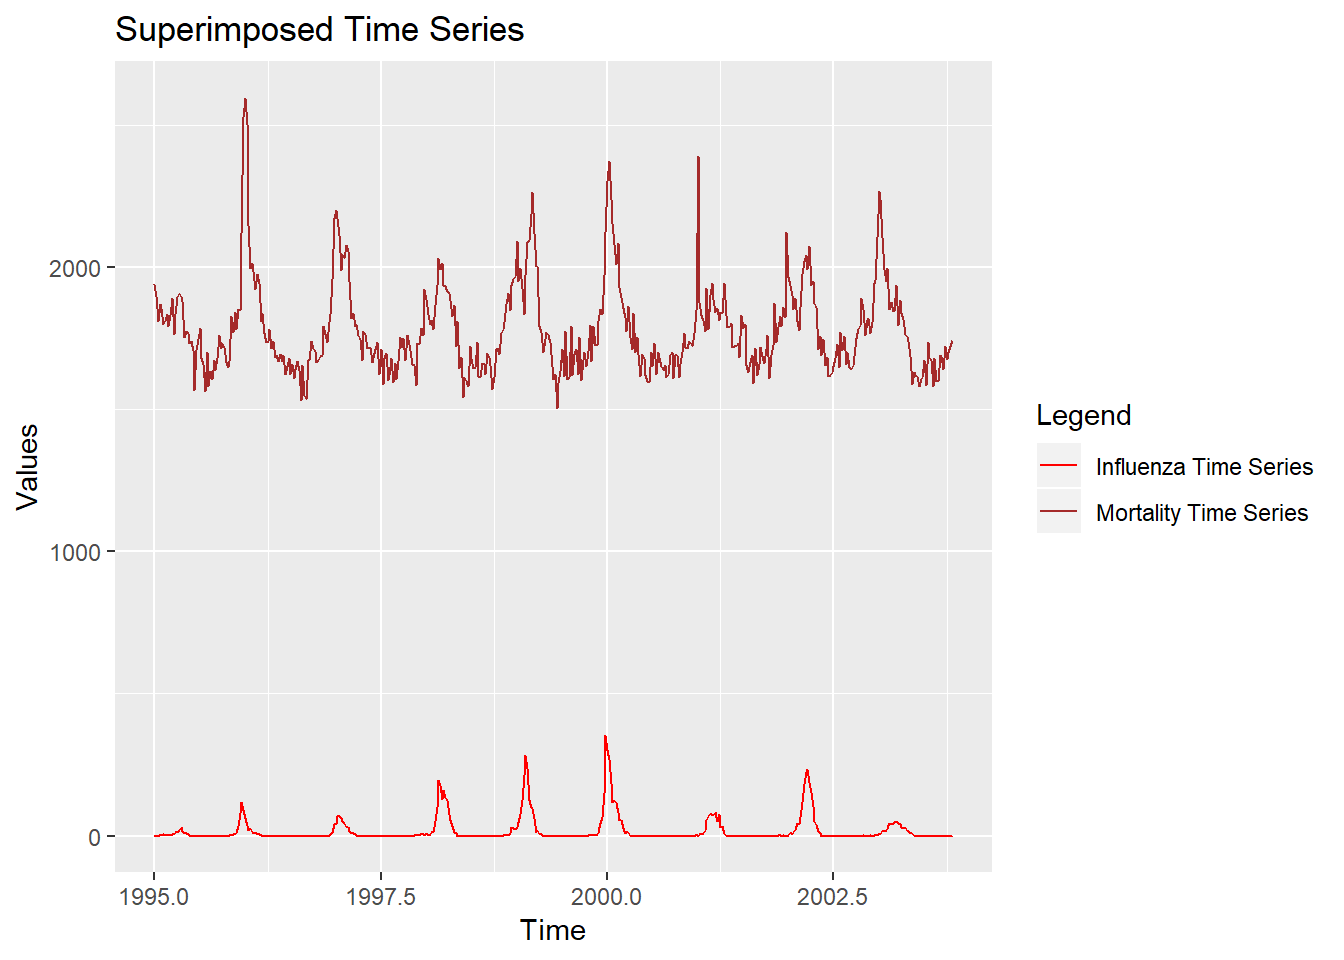 Superimposed Time Series
Values
2000
1000
0
1995.0 1997.5 2000.0 2002.5
Time
Legend
Influenza Time Series
Mortality Time Series